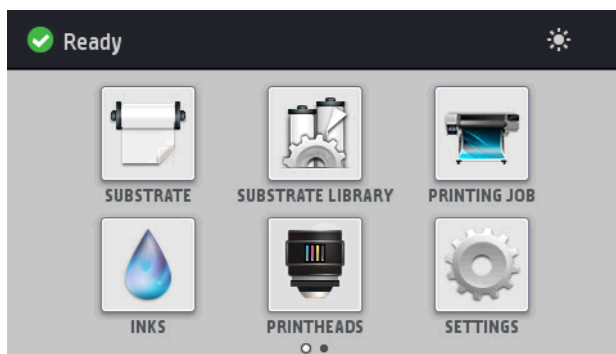 Ready
SUBSTRATE SUBSTRATE LIBRARY PRINTING JOB
INKS PRINTHEADS SETTINGS